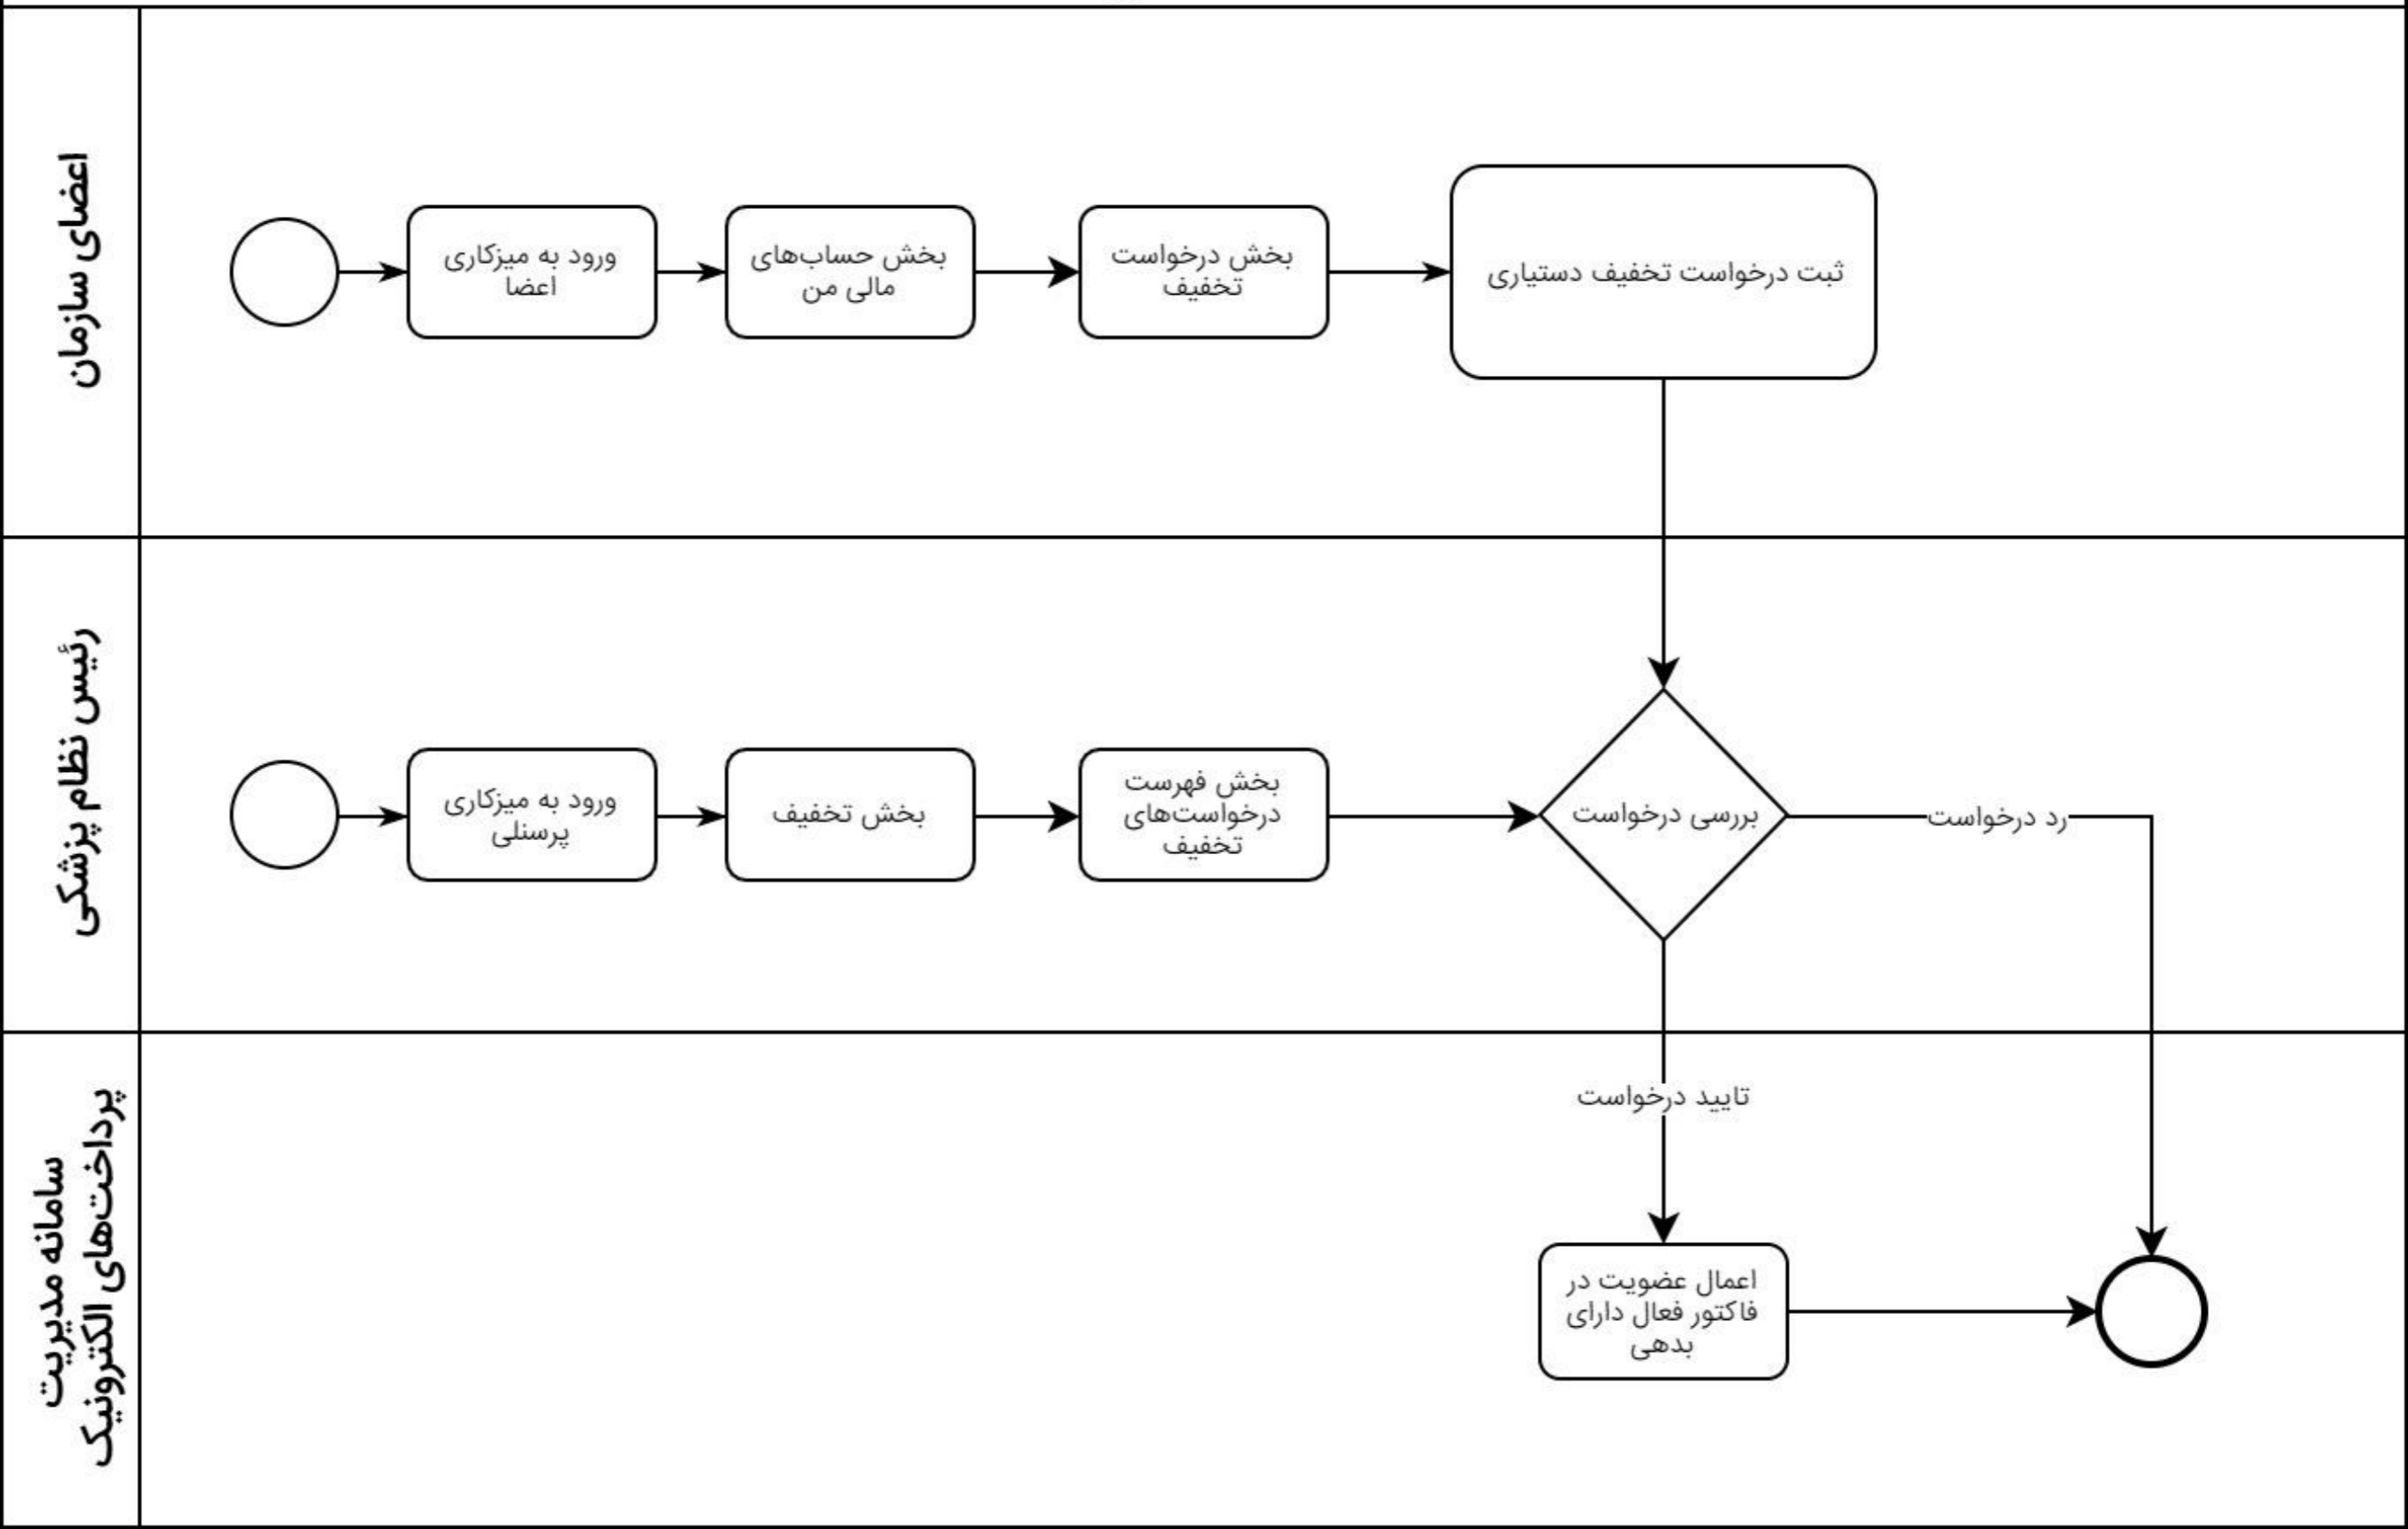 اعضای سازمان
ورود به میزکاری
اعضا
بخش حساب‌های
مالی من
بخش درخواست
تخفیف
ثبت درخواست تخفیف دستیاری
رئیس نظام پزشکی
ورود به میزکاری
پرسنلی
بخش تخفیف
بخش فهرست
درخواست‌های
تخفیف
بررسی درخواست
رد درخواست
سامانه مدیریت
پرداخت‌های الکترونیک
تایید درخواست
اعمال عضویت در
فاکتور فعال دارای
بدهی